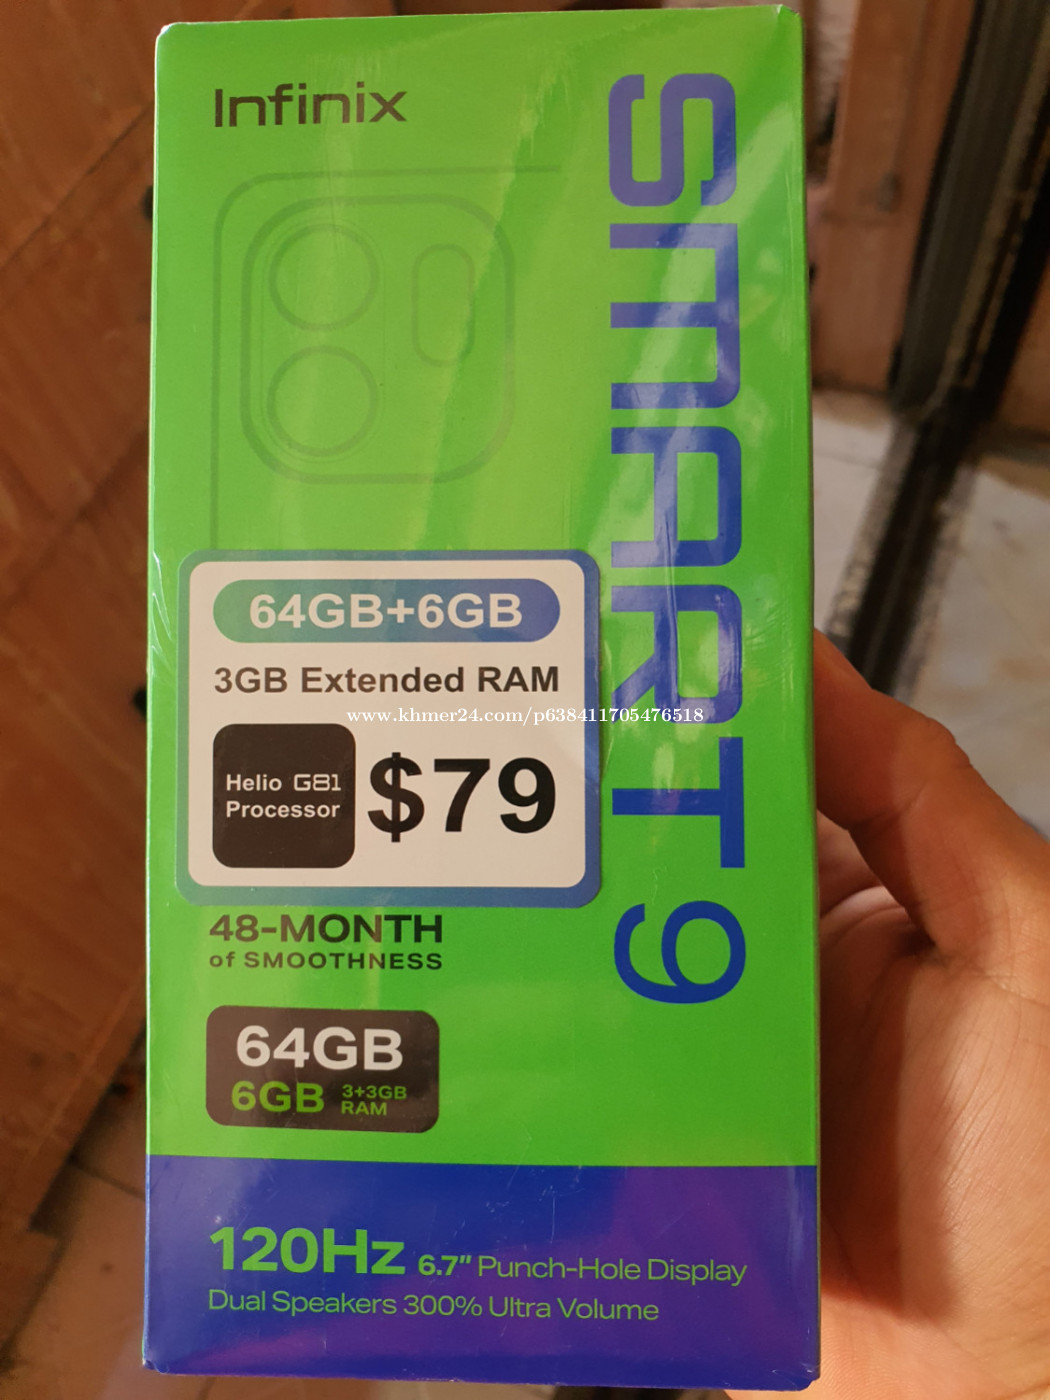 Infinix
SMART 9
64GB+6GB
3GB Extended RAM
www.khmer24.com/p638411705476518
Helio G81
Processor
$79
48-MONTH
of SMOOTHNESS
64GB
6GB 3+3GB
RAM
120Hz 6.7" Punch-Hole Display
Dual Speakers 300% Ultra Volume